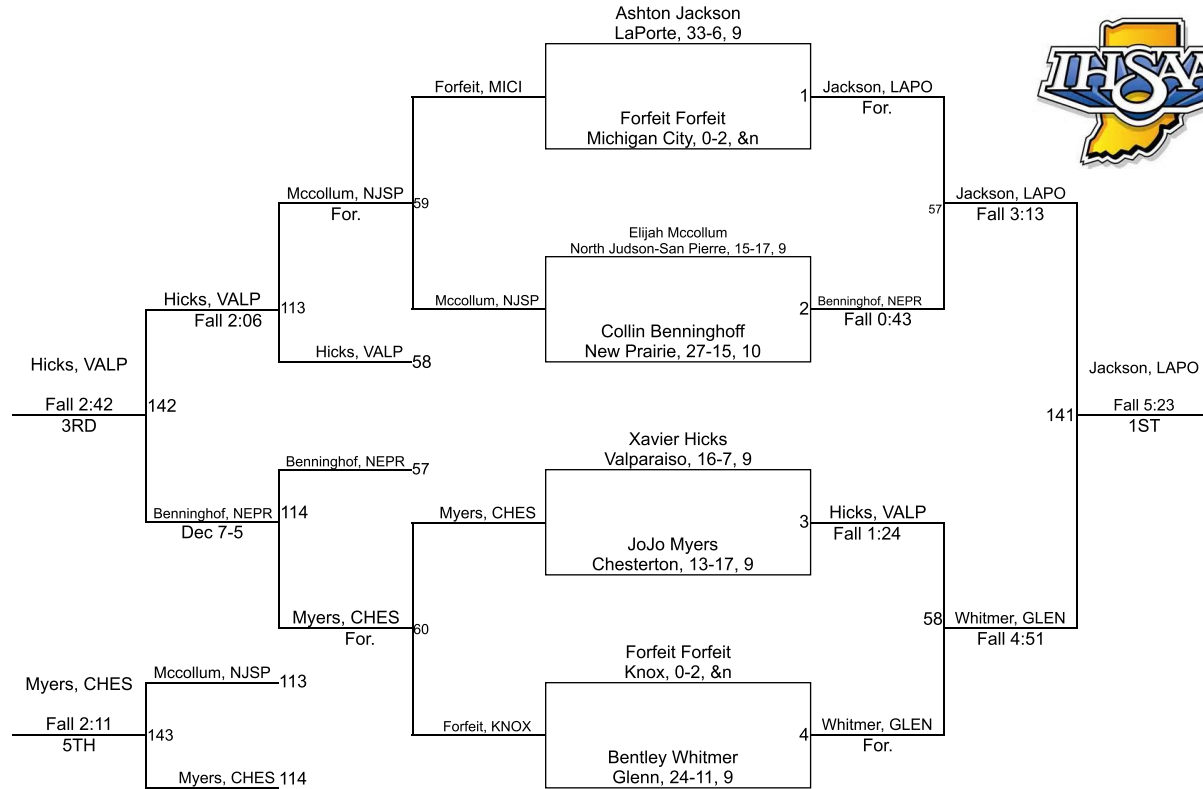 Ashton Jackson
LaPorte, 33-6, 9
IHSAA
Forfeit, MICI
1
Jackson, LAPO
For.
Forfeit Forfeit
Michigan City, 0-2, &n
Mccollum, NJSP
For.
59
57
Jackson, LAPO
Fall 3:13
Elijah Mccollum
North Judson-San Pierre, 15-17, 9
Hicks, VALP
Fall 2:06
113
Mccollum, NJSP
2
Benninghof, NEPR
Fall 0:43
Collin Benninghoff
New Prairie, 27-15, 10
Hicks, VALP
58
Hicks, VALP
Fall 2:42
3RD
142
Jackson, LAPO
141
Fall 5:23
1ST
Xavier Hicks
Valparaiso, 16-7, 9
Benninghof, NEPR
57
Benninghof, NEPR
Dec 7-5
114
Myers, CHES
3
Hicks, VALP
Fall 1:24
JoJo Myers
Chesterton, 13-17, 9
Myers, CHES
For.
60
58
Whitmer, GLEN
Fall 4:51
Forfeit Forfeit
Knox, 0-2, &n
Myers, CHES
Mccollum, NJSP
113
Fall 2:11
5TH
143
Forfeit, KNOX
4
Whitmer, GLEN
For.
Bentley Whitmer
Glenn, 24-11, 9
Myers, CHES
114